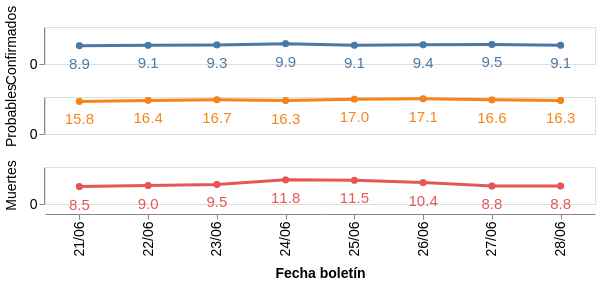 Confirmados
0
8.9 9.1 9.3 9.9 9.1 9.4 9.5 9.1
Probables
0
15.8 16.4 16.7 16.3 17.0 17.1 16.6 16.3
Muertes
0
8.5 9.0 9.5 11.8 11.5 10.4 8.8 8.8
21/06 22/06 23/06 24/06 25/06 26/06 27/06 28/06
Fecha boletín